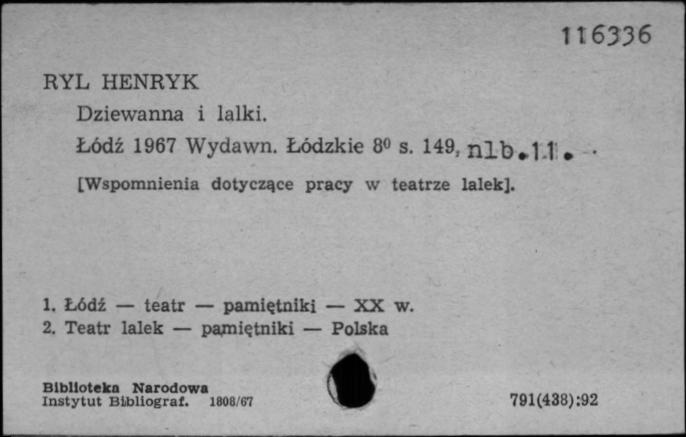 116336
RYL HENRYK
Dziewanna i lalki.
Łódź 1967 Wydawn. Łódzkie 8⁰ s. 149, nlb.11.
[Wspomnienia dotyczące pracy w teatrze lalek].
1. Łódź — teatr — pamiętniki — XX w.
2. Teatr lalek — pamiętniki — Polska
Biblioteka Narodowa
Instytut Bibliograf. 1808/67
791(438):92